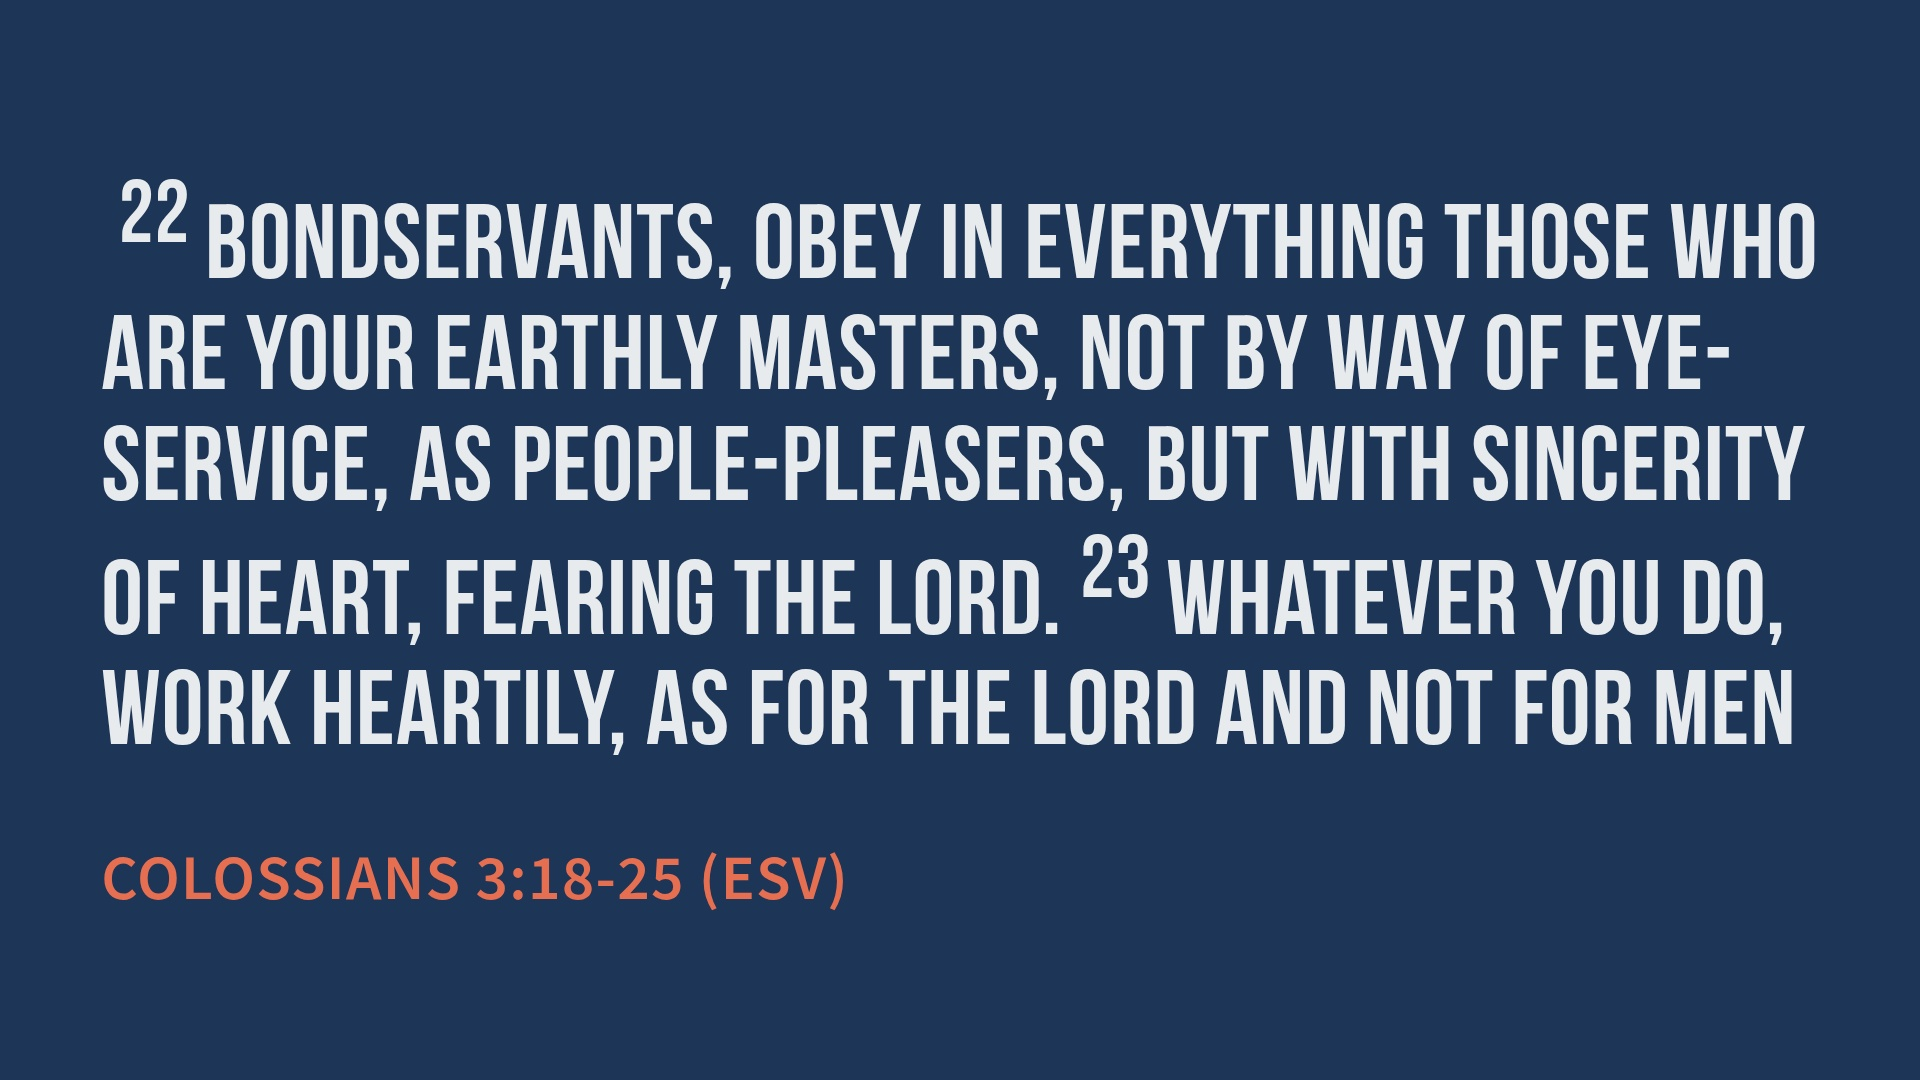 22 BONDSERVANTS, OBEY IN EVERYTHING THOSE WHO
ARE YOUR EARTHLY MASTERS, NOT BY WAY OF EYE-
SERVICE, AS PEOPLE-PLEASERS, BUT WITH SINCERITY
OF HEART, FEARING THE LORD. 23 WHATEVER YOU DO,
WORK HEARTILY, AS FOR THE LORD AND NOT FOR MEN
COLOSSIANS 3:18-25 (ESV)